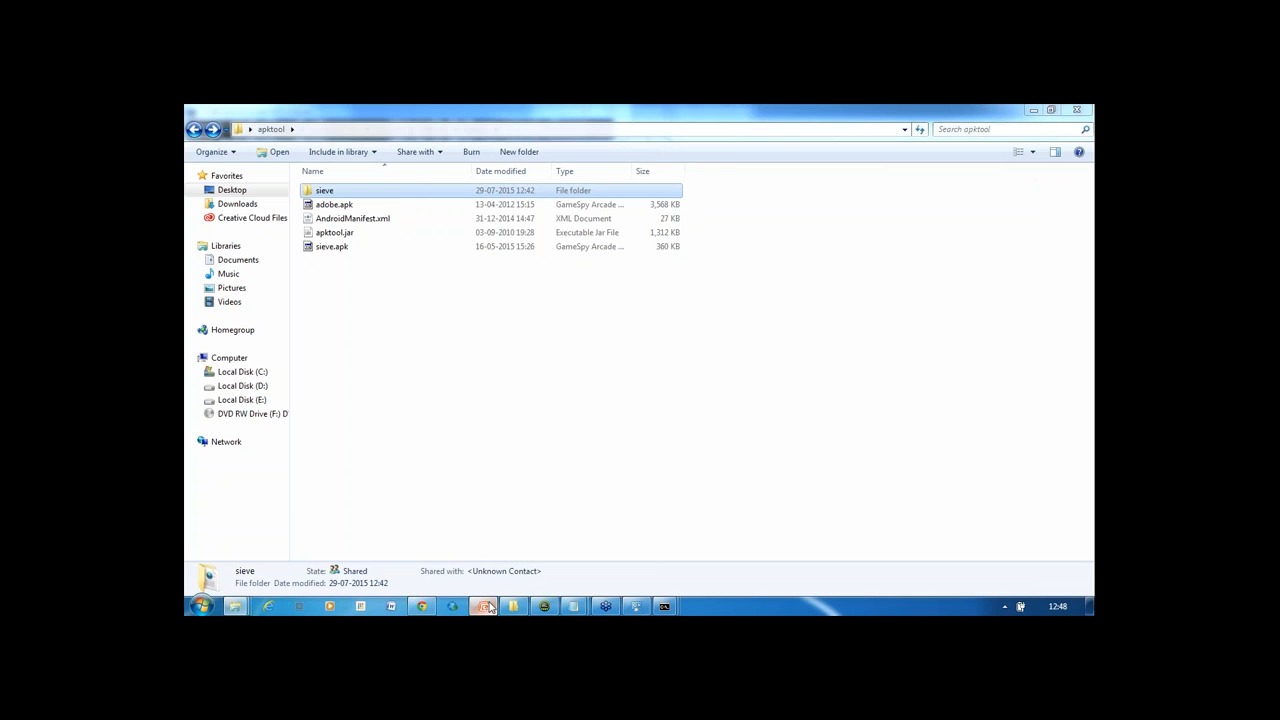 apktool
Search apktool
Organize Open Include in library Share with Burn New folder
Name Date modified Type Size
Favorites
Desktop
Downloads
Creative Cloud Files
Libraries
Documents
Music
Pictures
Videos
Homegroup
Computer
Local Disk (C:)
Local Disk (D:)
Local Disk (E:)
DVD RW Drive (F:) D
Network
sieve 29-07-2015 12:42 File folder
adobe.apk 13-04-2012 15:15 GameSpy Arcade ... 3,568 KB
AndroidManifest.xml 31-12-2014 14:47 XML Document 27 KB
apktool.jar 03-09-2010 19:28 Executable Jar File 1,312 KB
sieve.apk 16-05-2015 15:26 GameSpy Arcade ... 360 KB
sieve State: Shared Shared with: <Unknown Contact>
File folder Date modified: 29-07-2015 12:42
12:48